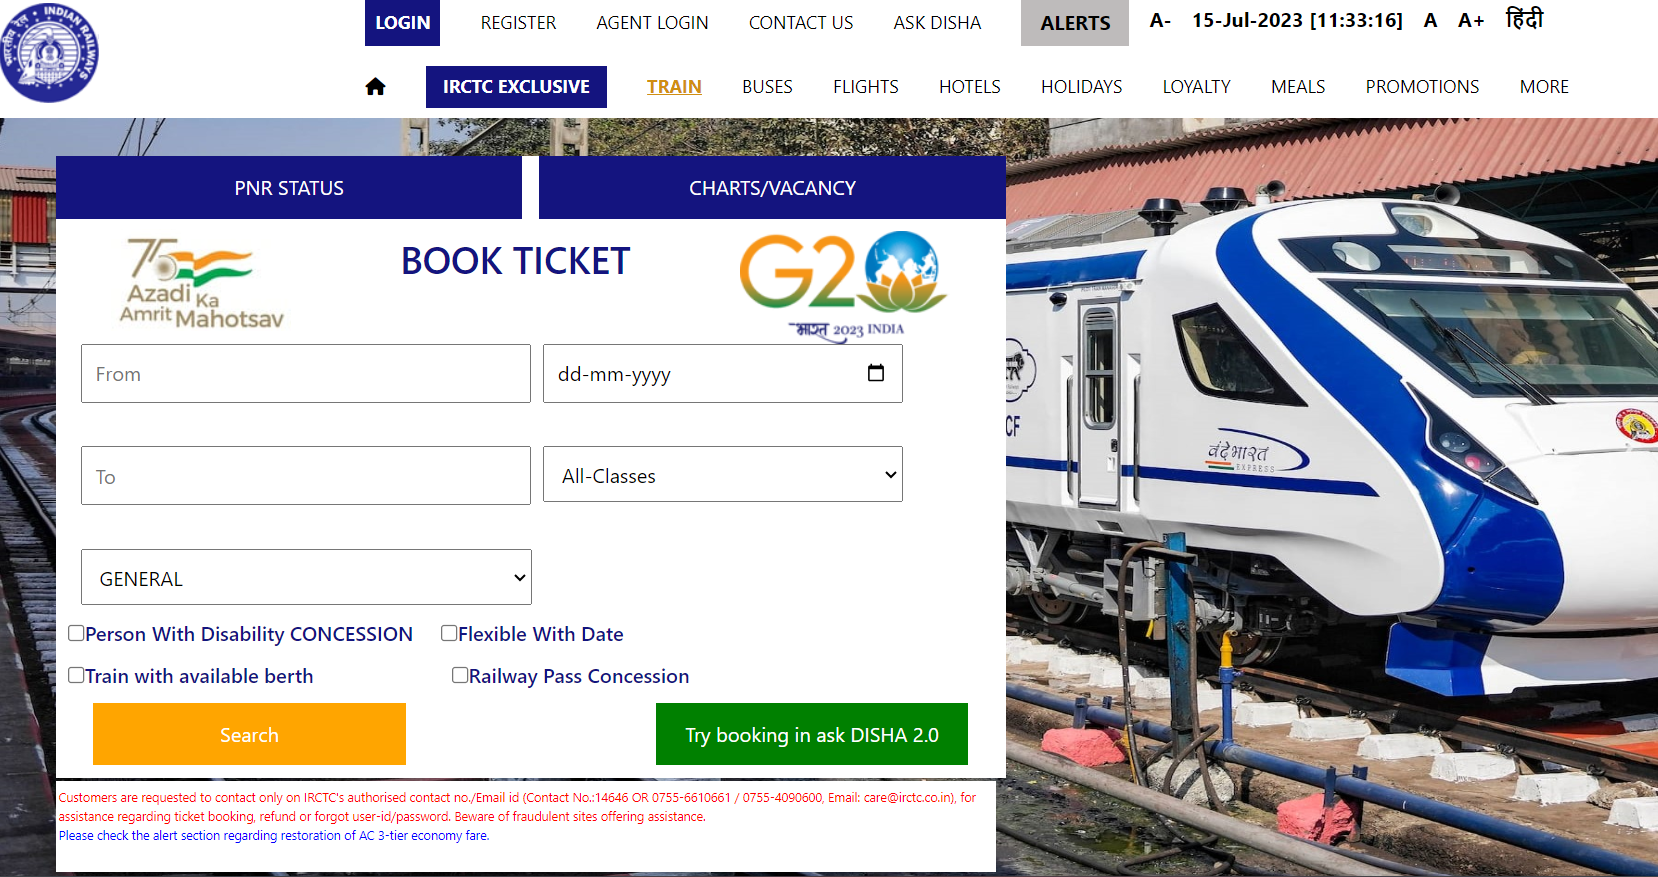 INDIAN RAILWAYS
भारतीय रेल
LOGIN REGISTER AGENT LOGIN CONTACT US ASK DISHA ALERTS A- 15-Jul-2023 [11:33:16] A A+ हिंदी
IRCTC EXCLUSIVE TRAIN BUSES FLIGHTS HOTELS HOLIDAYS LOYALTY MEALS PROMOTIONS MORE
PNR STATUS CHARTS/VACANCY
75
Azadi Ka
Amrit Mahotsav
BOOK TICKET
G20
भारत 2023 INDIA
From dd-mm-yyyy
To All-Classes
GENERAL
Person With Disability CONCESSION Flexible With Date
Train with available berth Railway Pass Concession
Search Try booking in ask DISHA 2.0
Customers are requested to contact only on IRCTC's authorised contact no./Email id (Contact No.:14646 OR 0755-6610661 / 0755-4090600, Email: care@irctc.co.in), for
assistance regarding ticket booking, refund or forgot user-id/password. Beware of fraudulent sites offering assistance.
Please check the alert section regarding restoration of AC 3-tier economy fare.
CF
वंदे भारत
EXPRESS